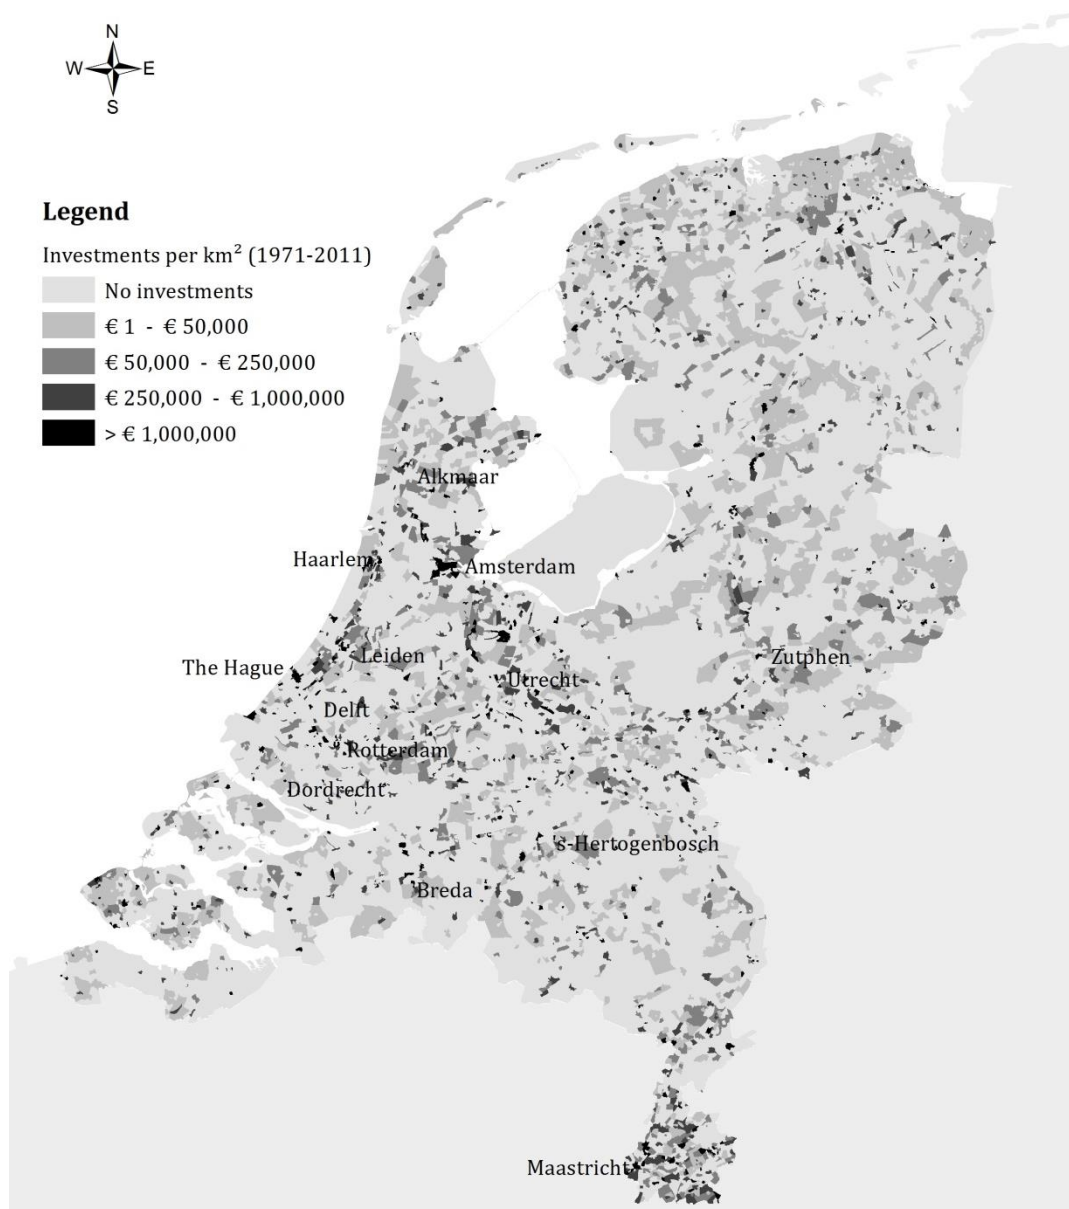 N
W E
S
Legend
Investments per km² (1971-2011)
No investments
€ 1 - € 50,000
€ 50,000 - € 250,000
€ 250,000 - € 1,000,000
> € 1,000,000
Alkmaar
Haarlem
Amsterdam
Leiden
Zutphen
The Hague
Utrecht
Delft
Rotterdam
Dordrecht
's-Hertogenbosch
Breda
Maastricht